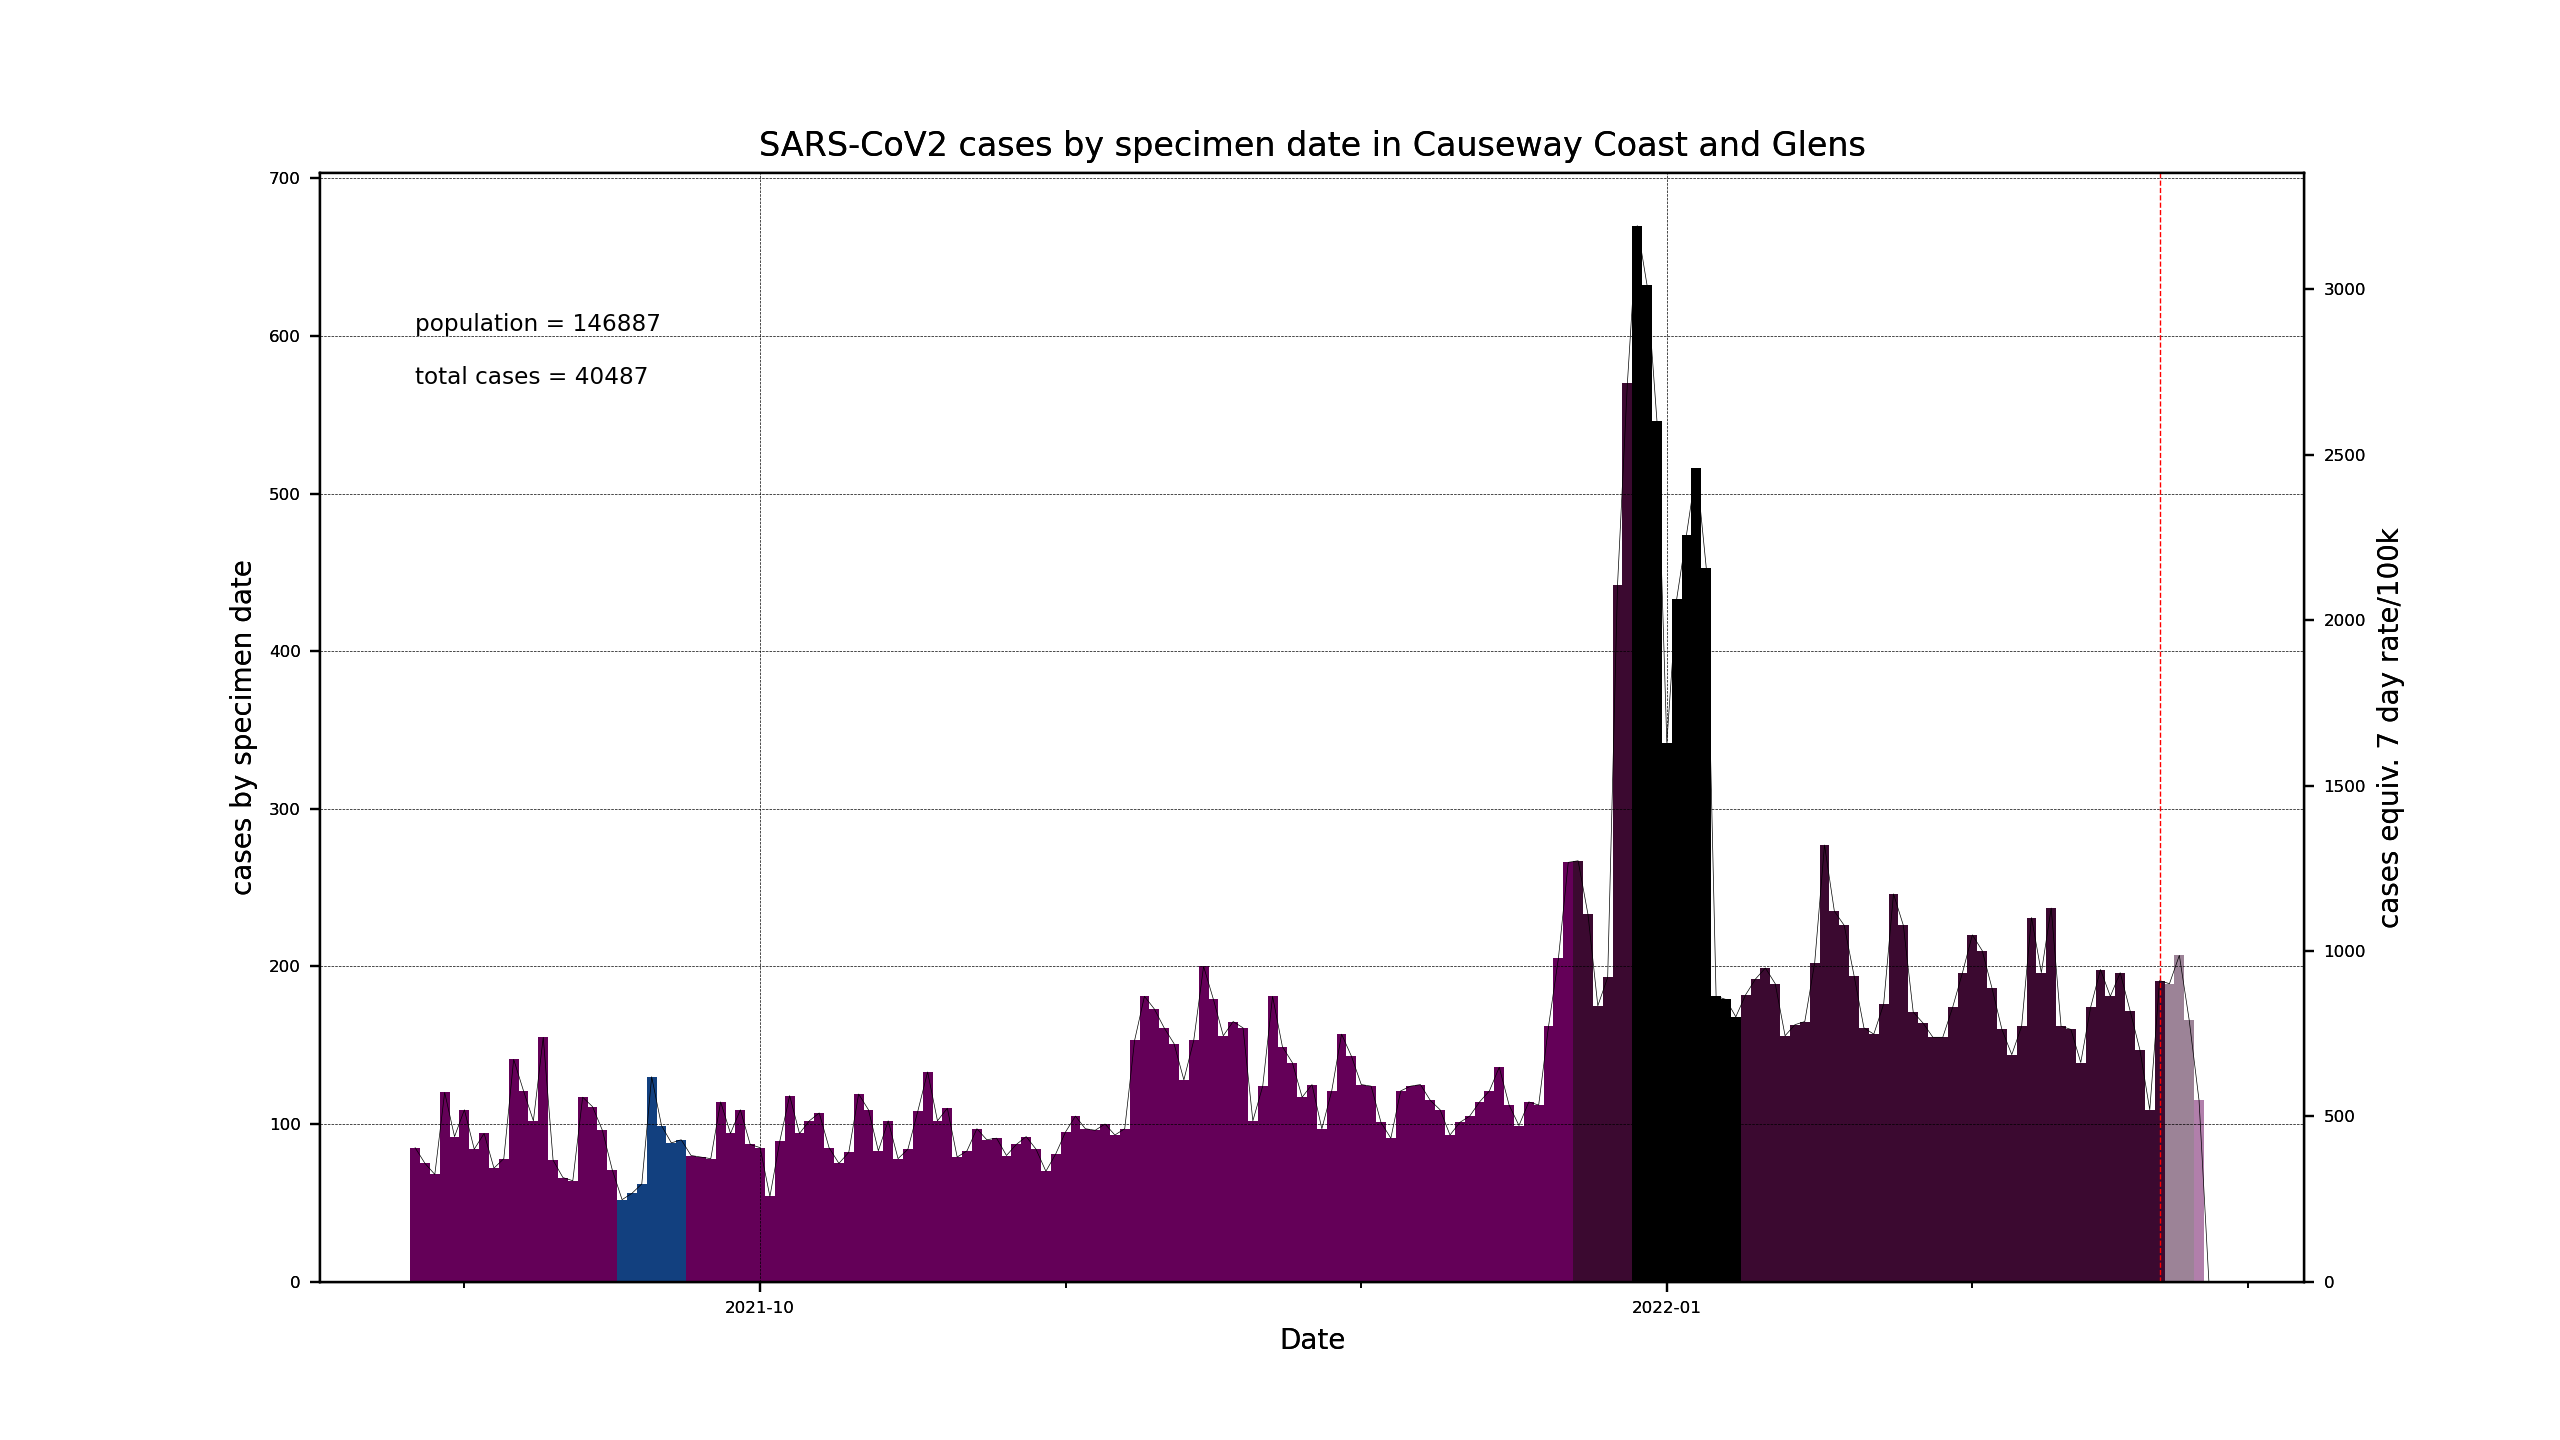 SARS-CoV2 cases by specimen date in Causeway Coast and Glens
population = 146887
total cases = 40487
cases by specimen date
700
600
500
400
300
200
100
0
3000
2500
2000
1500
1000
500
0
cases equiv. 7 day rate/100k
2021-10
2022-01
Date